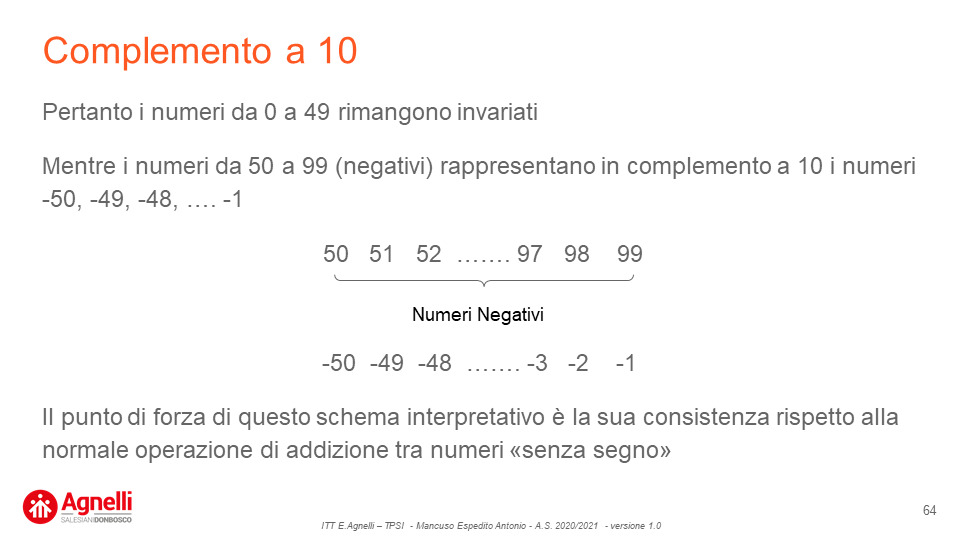 Complemento a 10
Pertanto i numeri da 0 a 49 rimangono invariati
Mentre i numeri da 50 a 99 (negativi) rappresentano in complemento a 10 i numeri
-50, -49, -48, …. -1
50 51 52 ……. 97 98 99
Numeri Negativi
-50 -49 -48 ……. -3 -2 -1
Il punto di forza di questo schema interpretativo è la sua consistenza rispetto alla
normale operazione di addizione tra numeri «senza segno»
Agnelli
SALESIANI DONBOSCO
64
ITT E.Agnelli – TPSI - Mancuso Espedito Antonio - A.S. 2020/2021 - versione 1.0